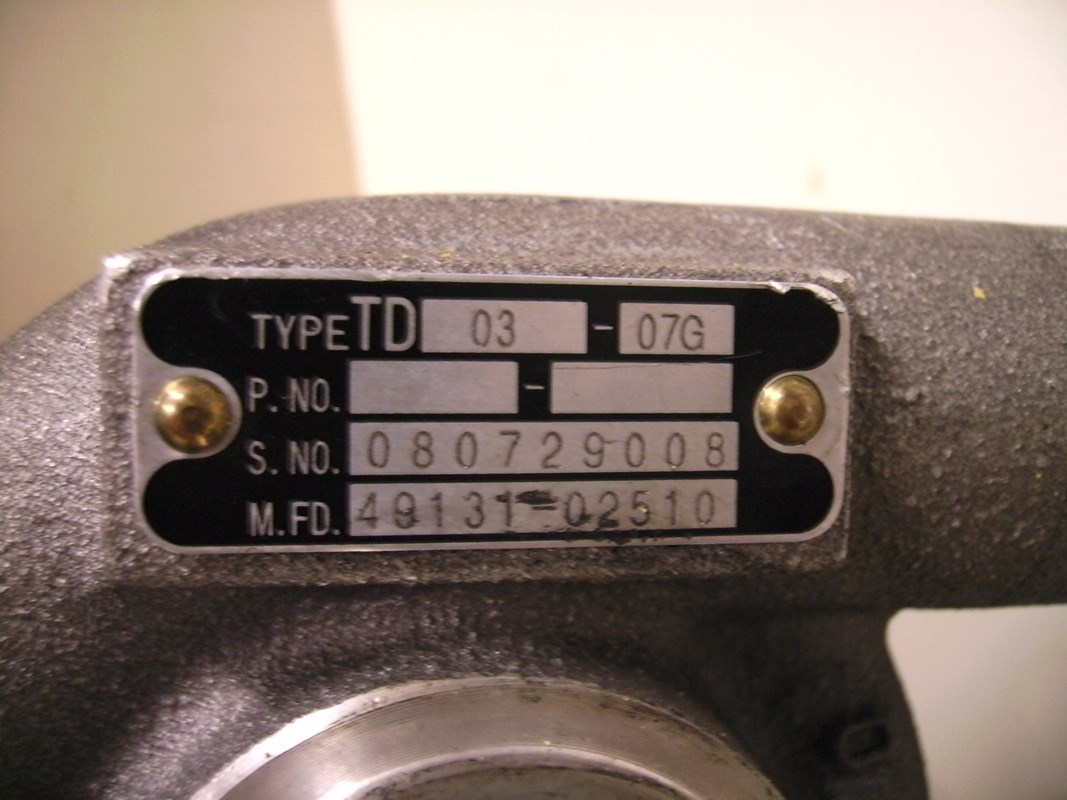 TYPE TD 03 - 07G
P. NO. -
S. NO. 080729008
M.FD. 49131-02510